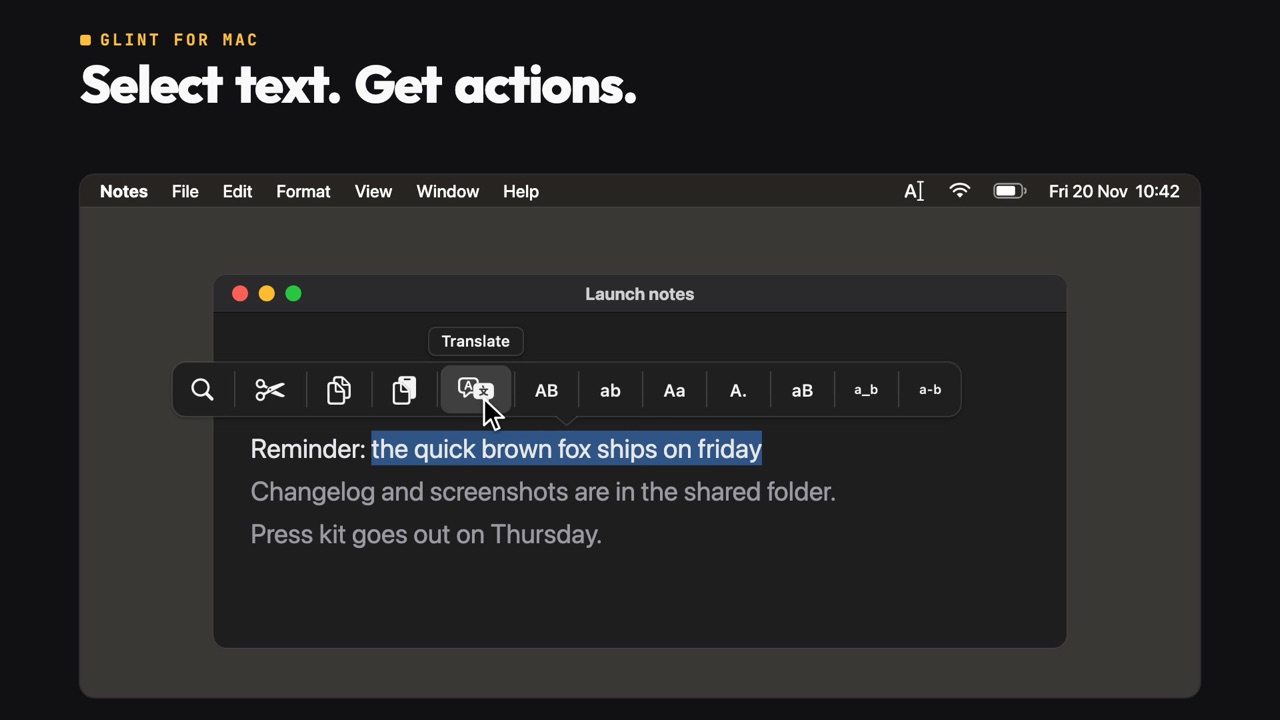 GLINT FOR MAC
Select text. Get actions.
Notes File Edit Format View Window Help Fri 20 Nov 10:42
Launch notes
Translate
AB ab Aa A. aB a_b a-b
Reminder: the quick brown fox ships on friday
Changelog and screenshots are in the shared folder.
Press kit goes out on Thursday.